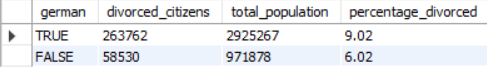 german divorced_citizens total_population percentage_divorced
TRUE 263762 2925267 9.02
FALSE 58530 971878 6.02